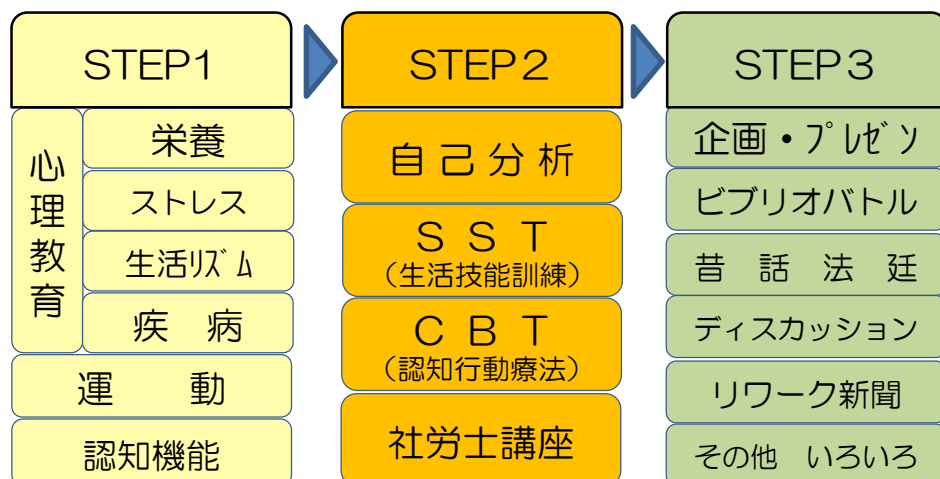 STEP1
心理教育
栄養
ストレス
生活ﾘｽﾞﾑ
疾　病
運　　動
認知機能
STEP２
自己分析
ＳＳＴ
（生活技能訓練）
ＣＢＴ
（認知行動療法）
社労士講座
STEP３
企画・ﾌﾟﾚｾﾞﾝ
ビブリオバトル
昔　話　法　廷
ディスカッション
リワーク新聞
その他　いろいろ